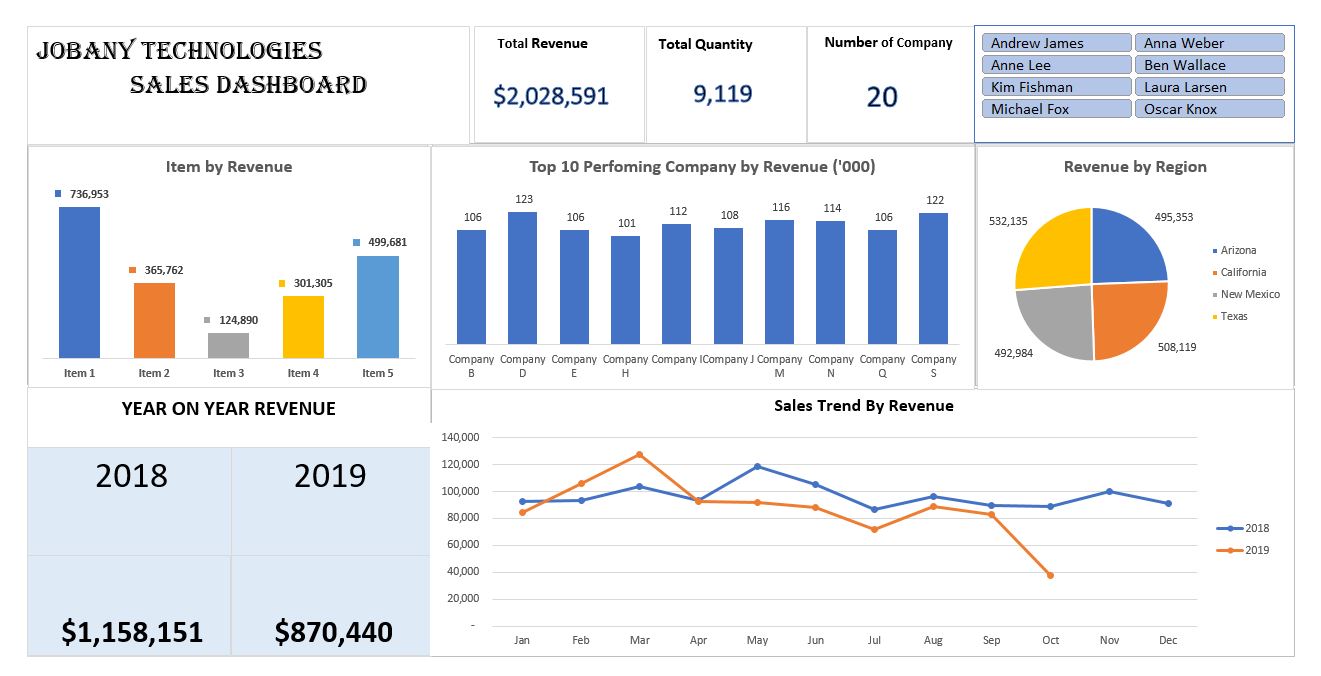 JOBANY TECHNOLOGIES
SALES DASHBOARD
Total Revenue
$2,028,591
Total Quantity
9,119
Number of Company
20
Andrew James
Anna Weber
Anne Lee
Ben Wallace
Kim Fishman
Laura Larsen
Michael Fox
Oscar Knox
Item by Revenue
736,953
365,762
124,890
301,305
499,681
Item 1
Item 2
Item 3
Item 4
Item 5
Top 10 Perfoming Company by Revenue ('000)
106
123
106
101
112
108
116
114
106
122
Company B
Company D
Company E
Company H
Company I
Company J
Company M
Company N
Company Q
Company S
Revenue by Region
532,135
495,353
492,984
508,119
Arizona
California
New Mexico
Texas
YEAR ON YEAR REVENUE
2018
2019
$1,158,151
$870,440
Sales Trend By Revenue
140,000
120,000
100,000
80,000
60,000
40,000
20,000
-
Jan
Feb
Mar
Apr
May
Jun
Jul
Aug
Sep
Oct
Nov
Dec
2018
2019